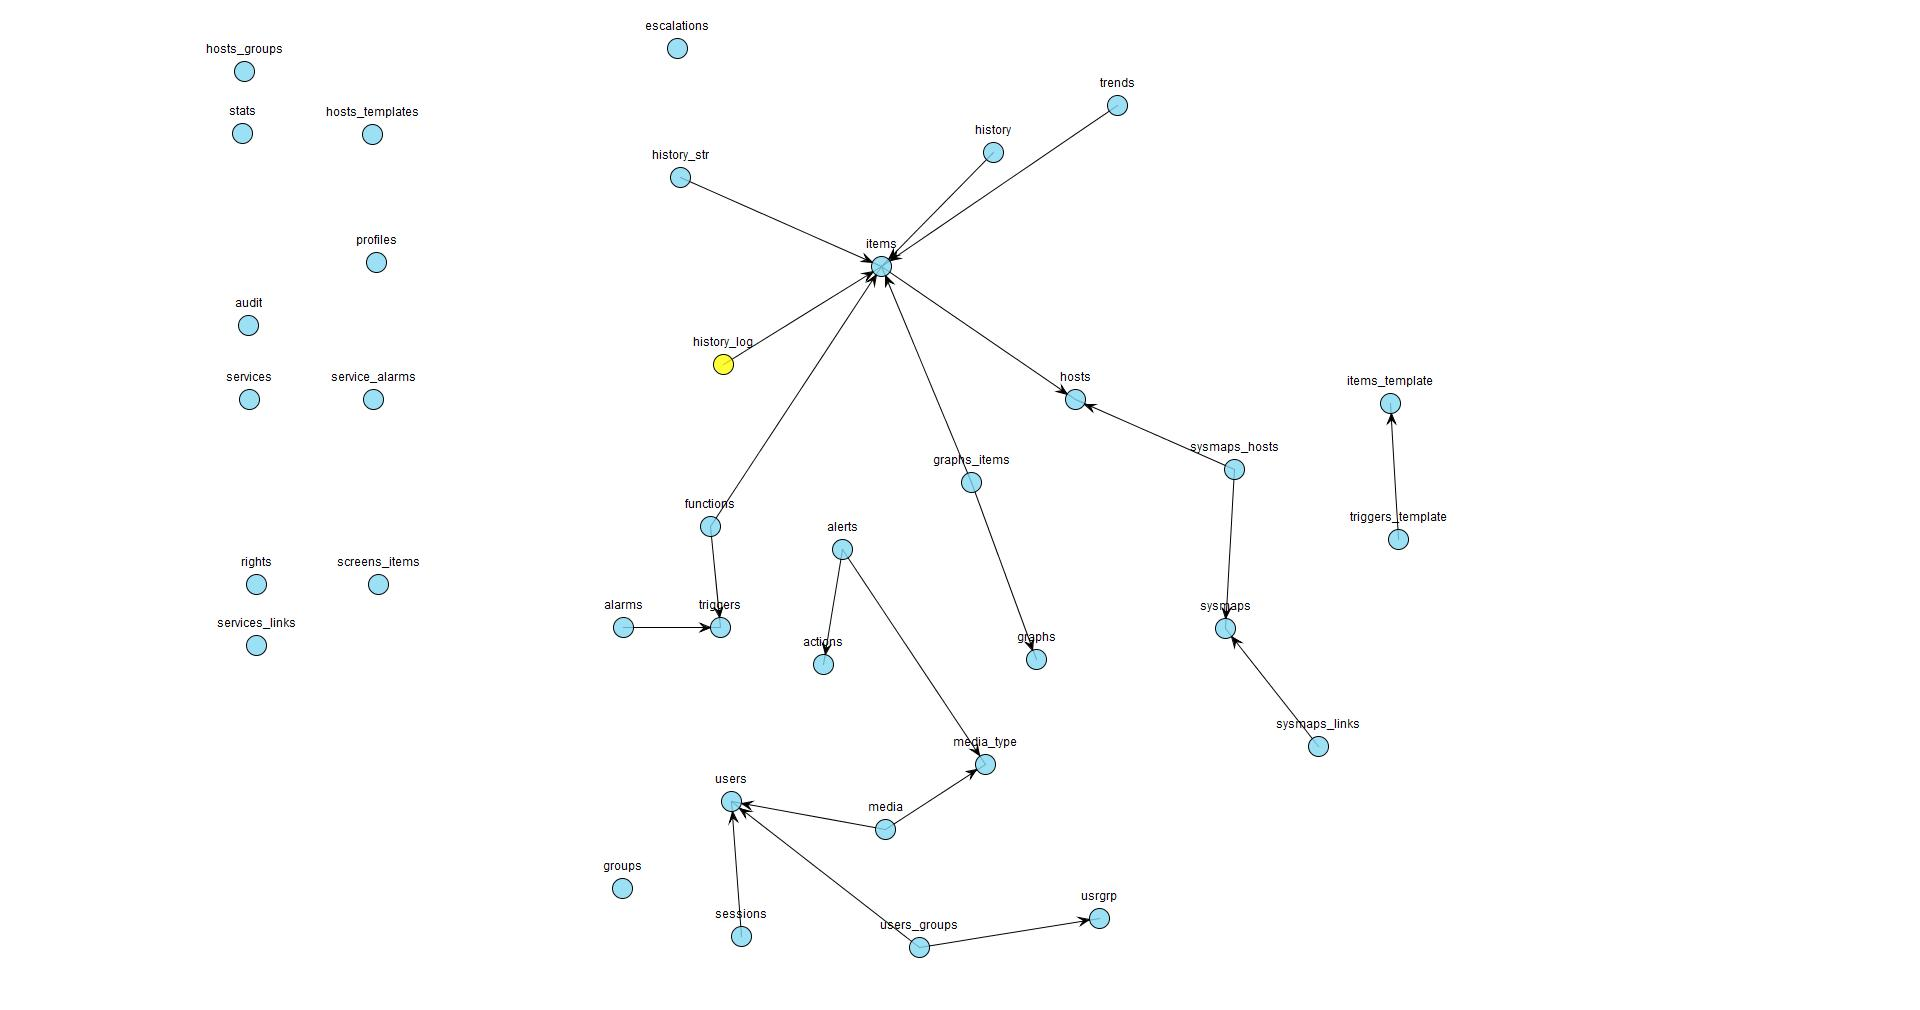 escalations
hosts_groups
trends
stats
hosts_templates
history
history_str
profiles
items
audit
history_log
services
service_alarms
hosts
items_template
sysmaps_hosts
graphs_items
functions
triggers_template
alerts
rights
screens_items
alarms
triggers
sysmaps
services_links
actions
graphs
sysmaps_links
media_type
users
media
groups
usrgrp
sessions
users_groups